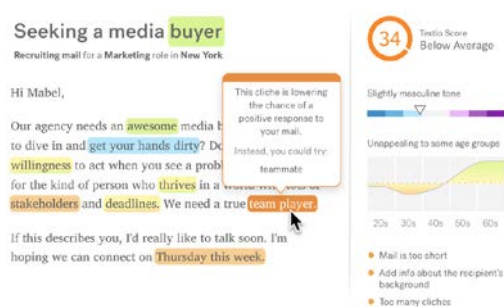 Seeking a media buyer
Recruiting mail for a Marketing role in New York
Hi Mabel,
Our agency needs an awesome media b
to dive in and get your hands dirty? Do
willingness to act when you see a probl
for the kind of person who thrives in a
stakeholders and deadlines. We need a true team player.
If this describes you, I'd really like to talk soon. I'm
hoping we can connect on Thursday this week.
This cliche is lowering
the chance of a
positive response to
your mail.
Instead, you could try:
teammate
34
Textio Score
Below Average
Slightly masculine tone
Unappealing to some age groups
20s 30s 40s 50s 60s
Mail is too short
Add info about the recipient's
background
Too many cliches